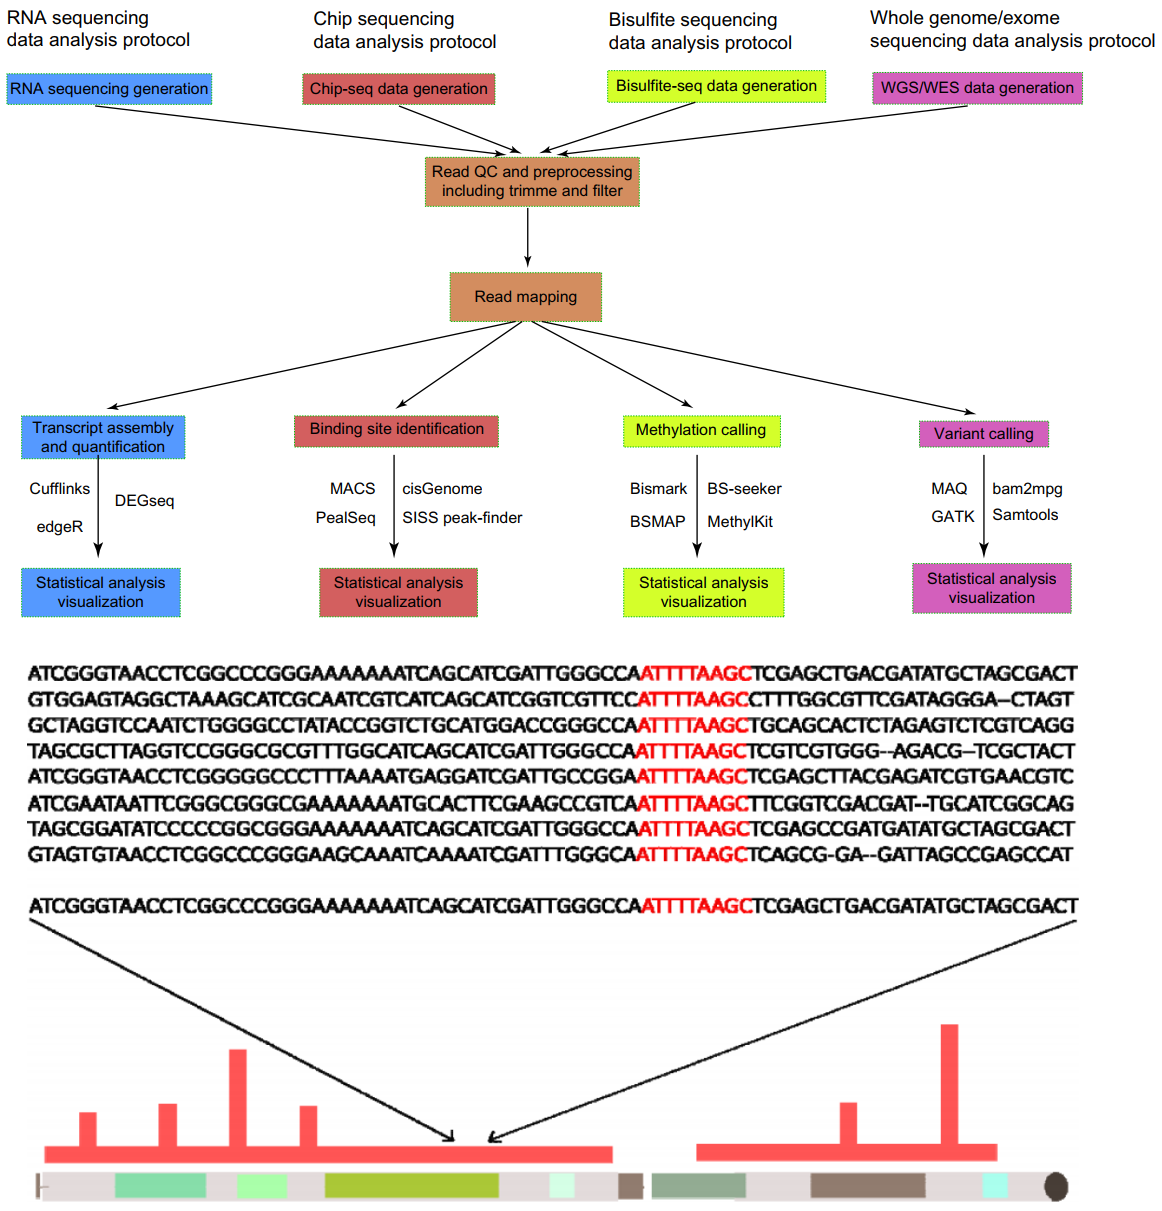 RNA sequencing
data analysis protocol
Chip sequencing
data analysis protocol
Bisulfite sequencing
data analysis protocol
Whole genome/exome
sequencing data analysis protocol
RNA sequencing generation
Chip-seq data generation
Bisulfite-seq data generation
WGS/WES data generation
Read QC and preprocessing
including trimme and filter
Read mapping
Transcript assembly
and quantification
Binding site identification
Methylation calling
Variant calling
Cufflinks
DEGseq
edgeR
MACS
cisGenome
PealSeq
SISS peak-finder
Bismark
BS-seeker
BSMAP
MethylKit
MAQ
bam2mpg
GATK
Samtools
Statistical analysis
visualization
Statistical analysis
visualization
Statistical analysis
visualization
Statistical analysis
visualization
ATCGGGTAACCTCGGCCCGGGAAAAAAATCAGCATCGATTGGGCCAATTTTAAGCTCGAGCTGACGATATGCTAGCGACT
GTGGAGTAGGCTAAAGCATCGCAATCGTCATCAGCATCGGTCGTTCCATTTTAAGCCCTTTGGCGTTCGATAGGGA–CTAGT
GCTAGGTCCAATCTGGGGCCTATACCGGTCTGCATGGACCGGGCCAATTTTAAGCTGCAGCACTCTAGAGTCTCGTCAGG
TAGCGCTTAGGTCCGGGCGCGTTTGGCATCAGCATCGATTGGGCCAATTTTAAGCTCGTCGTGGG--AGACG–TCGCTACT
ATCGGGTAACCTCGGGGGCCCTTTAAAATGAGGATCGATTGCCGGAATTTTAAGCTCGAGCTTACGAGATCGTGAACGTC
ATCGAATAATTCGGGCGGGCGAAAAAAATGCACTTCGAAGCCGTCAATTTTAAGCTTCGGTCGACGAT--TGCATCGGCAG
TAGCGGATATCCCCCGGCGGGAAAAAAATCAGCATCGATTGGGCCAATTTTAAGCTCGAGCCGATGATATGCTAGCGACT
GTAGTGTAACCTCGGCCCGGGAAGCAAATCAAAATCGATTTGGGCAATTTTAAGCTCAGCG-GA--GATTAGCCGAGCCAT
ATCGGGTAACCTCGGCCCGGGAAAAAAATCAGCATCGATTGGGCCAATTTTAAGCTCGAGCTGACGATATGCTAGCGACT